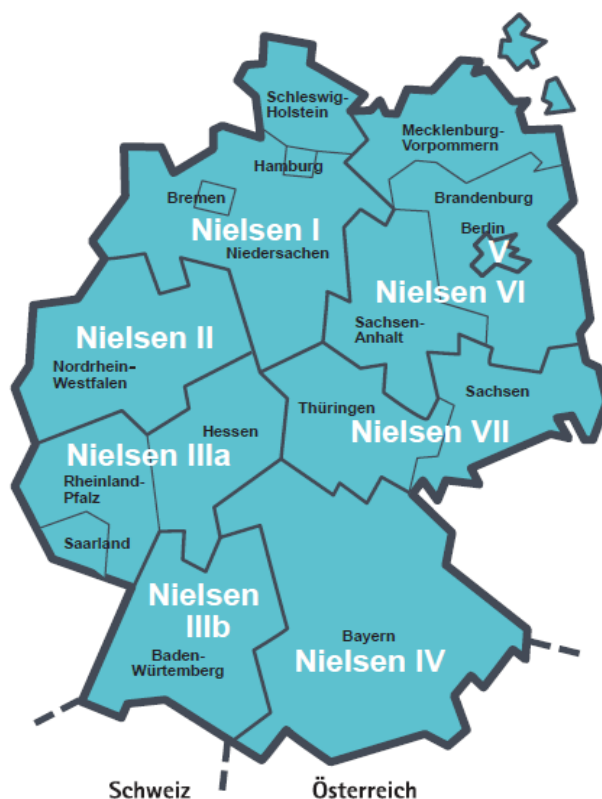 Schleswig-
Holstein
Mecklenburg-
Vorpommern
Hamburg
Bremen
Brandenburg
Berlin
Nielsen I
V
Niedersachen
Nielsen VI
Nielsen II
Sachsen-
Anhalt
Nordrhein-
Westfalen
Sachsen
Thüringen
Hessen
Nielsen VII
Nielsen IIIa
Rheinland-
Pfalz
Saarland
Nielsen
IIIb
Bayern
Nielsen IV
Baden-
Würtemberg
Schweiz
Österreich